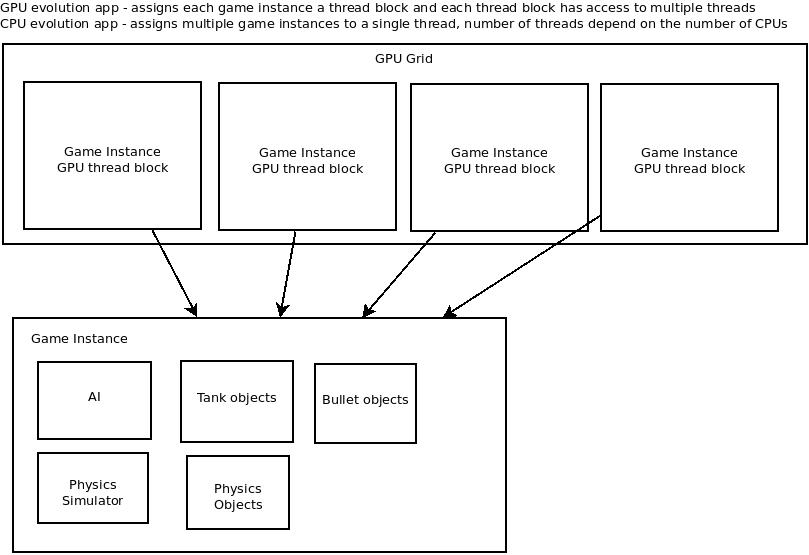 GPU evolution app - assigns each game instance a thread block and each thread block has access to multiple threads
CPU evolution app - assigns multiple game instances to a single thread, number of threads depend on the number of CPUs
GPU Grid
Game Instance
GPU thread block
Game Instance
GPU thread block
Game Instance
GPU thread block
Game Instance
GPU thread block
Game Instance
AI
Tank objects
Bullet objects
Physics
Simulator
Physics
Objects